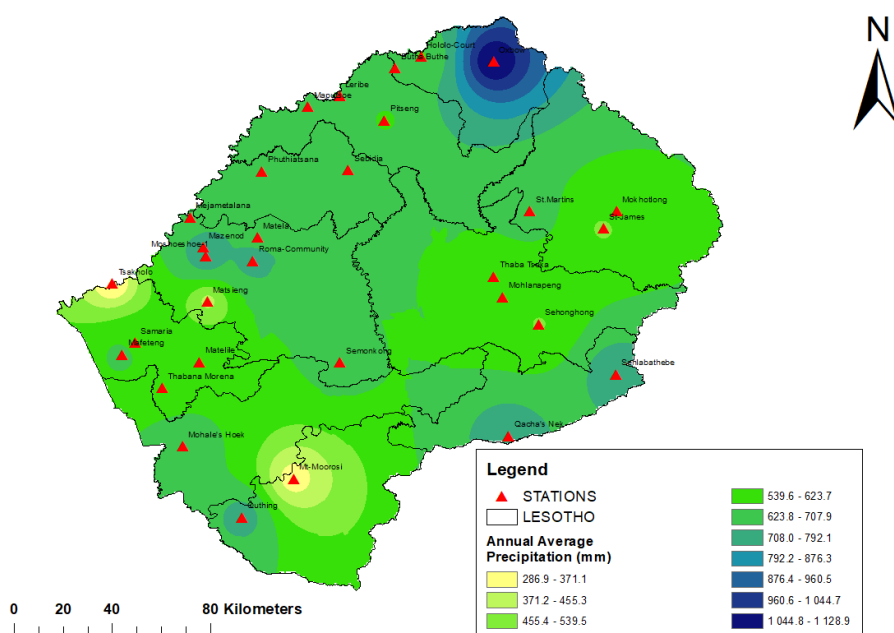 N
Hololo-Court
Butha Buthe
Oxbow
Leribe
Maputsoe
Pitseng
Phuthiatsana
Sebidia
Mejametalana
St.Martins
Mokhotlong
St.James
Matela
Mazenod
Moshoeshoe1
Roma-Community
Tsakholo
Thaba Tseka
Matsieng
Mohlanapeng
Sehonghong
Samaria
Mafeteng
Matelile
Semonkong
Sehlabathebe
Thabana Morena
Qacha's Nek
Mohale's Hoek
Mt-Moorosi
Quthing
Legend
STATIONS
LESOTHO
Annual Average
Precipitation (mm)
286.9 - 371.1
371.2 - 455.3
455.4 - 539.5
539.6 - 623.7
623.8 - 707.9
708.0 - 792.1
792.2 - 876.3
876.4 - 960.5
960.6 - 1 044.7
1 044.8 - 1 128.9
0 20 40 80 Kilometers